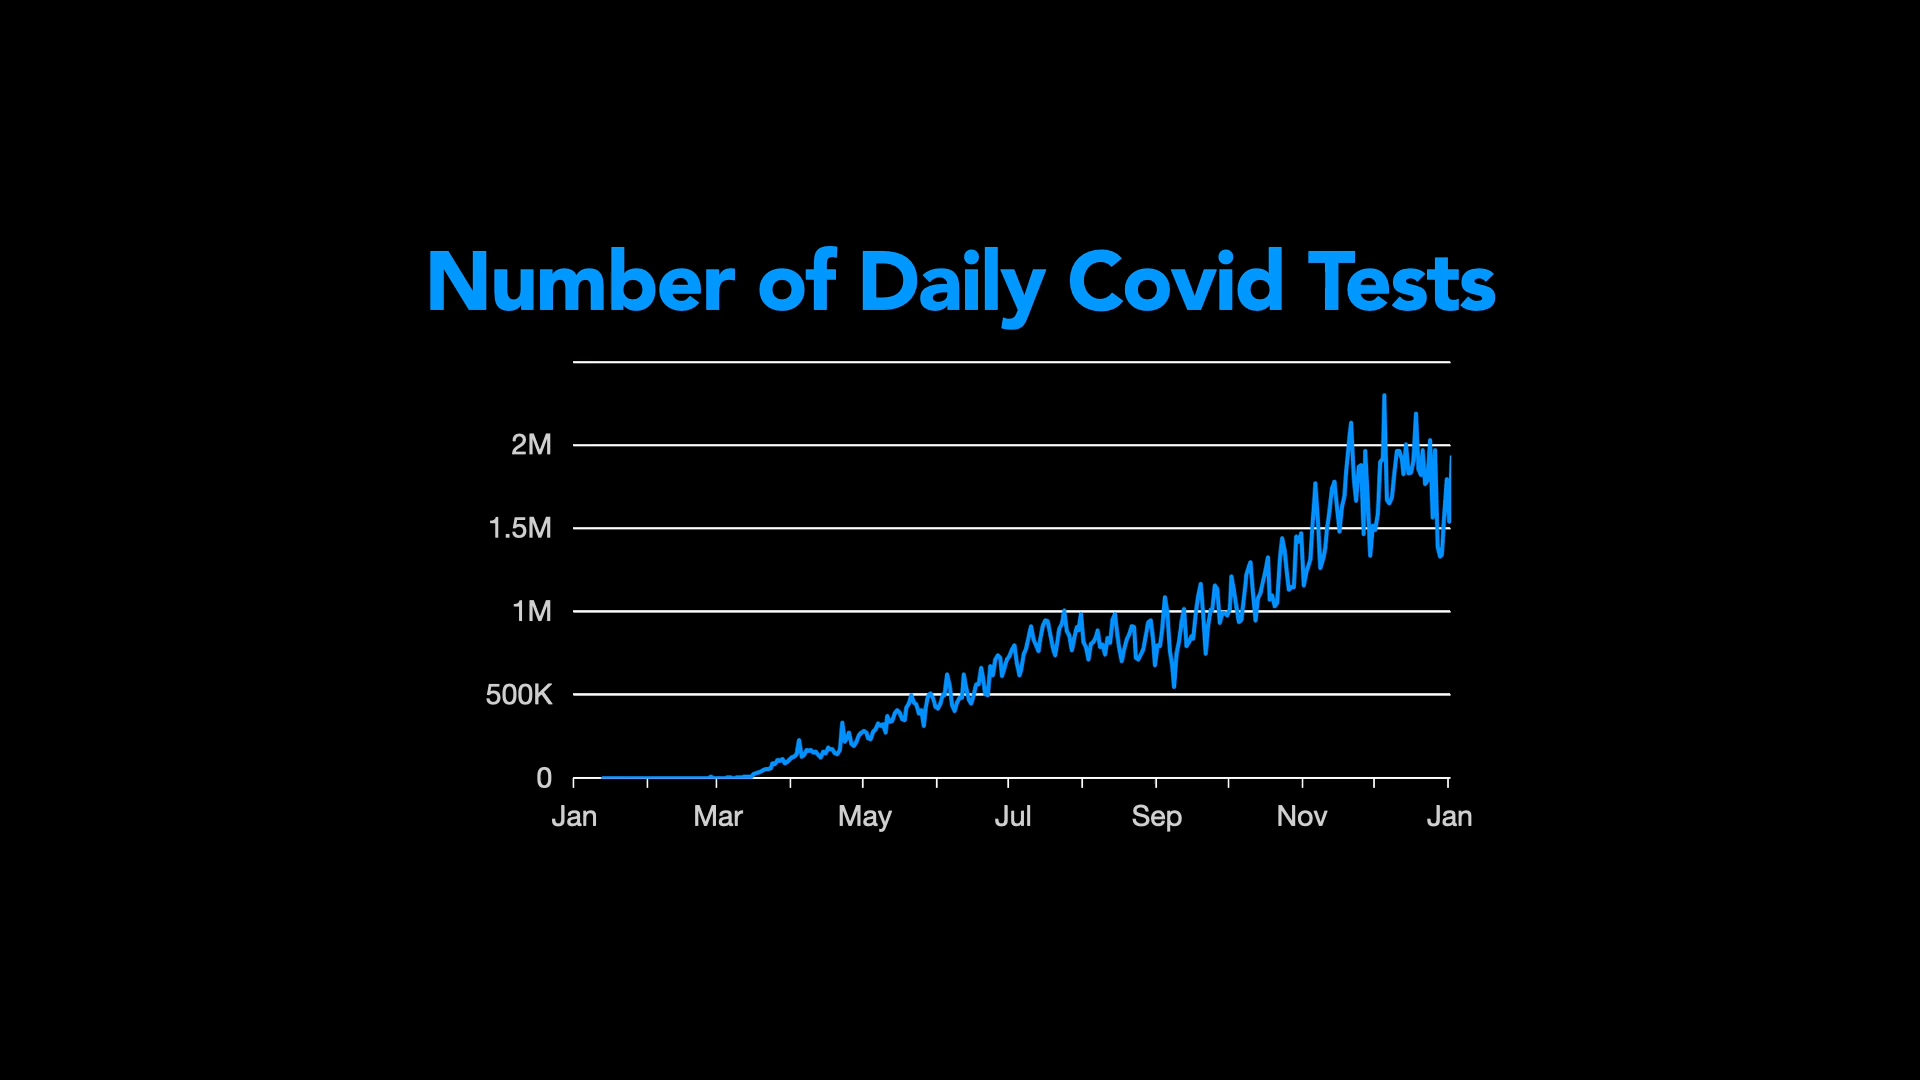 Number of Daily Covid Tests
2M
1.5M
1M
500K
0
Jan Mar May Jul Sep Nov Jan